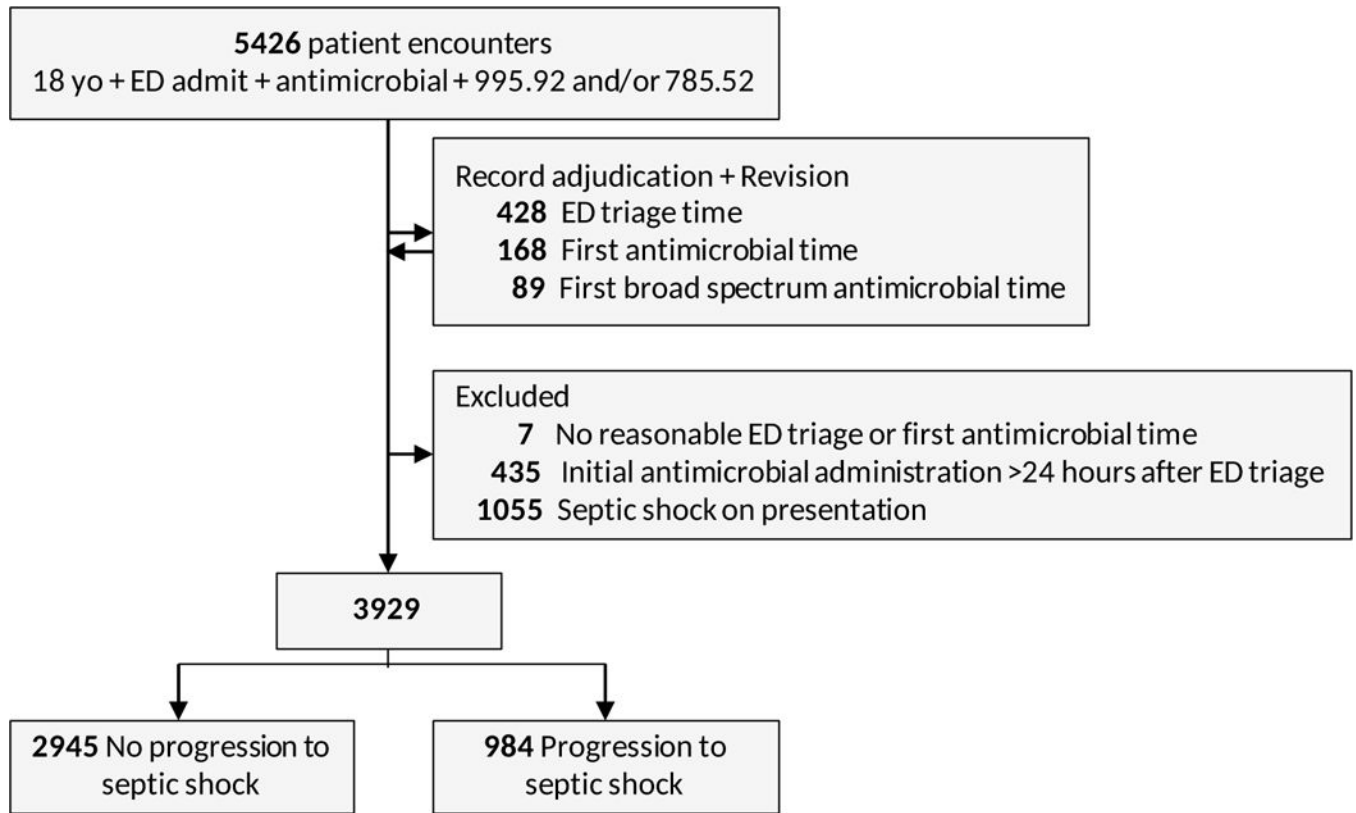 5426 patient encounters
18 yo + ED admit + antimicrobial + 995.92 and/or 785.52
Record adjudication + Revision
428 ED triage time
168 First antimicrobial time
89 First broad spectrum antimicrobial time
Excluded
7 No reasonable ED triage or first antimicrobial time
435 Initial antimicrobial administration >24 hours after ED triage
1055 Septic shock on presentation
3929
2945 No progression to
septic shock
984 Progression to
septic shock